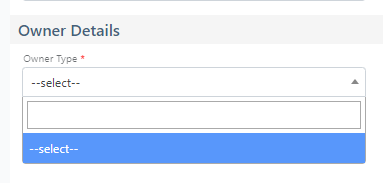 Owner Details
Owner Type *
--select--
--select--